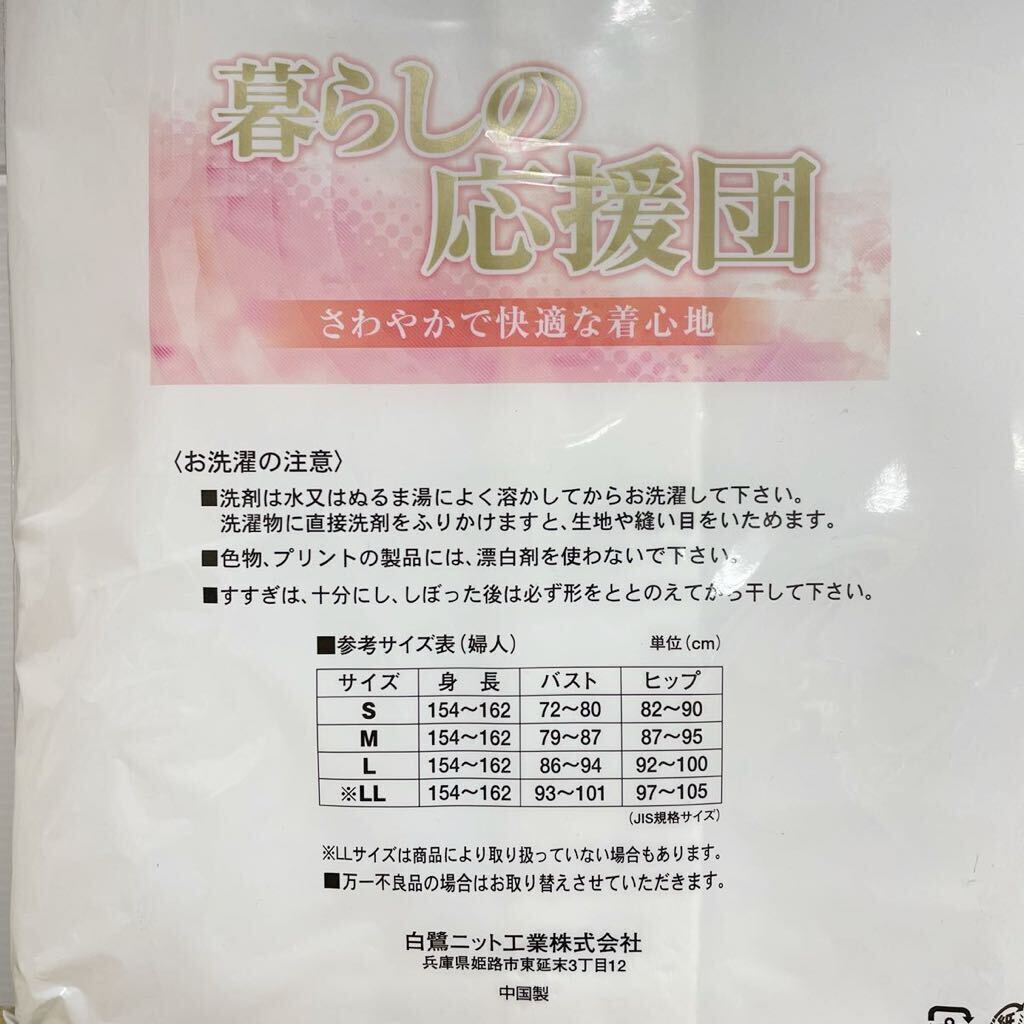 暮らしの
応援団
さわやかで快適な着心地
〈お洗濯の注意〉
■洗剤は水又はぬるま湯によく溶かしてからお洗濯して下さい。
洗濯物に直接洗剤をふりかけますと、生地や縫い目をいためます。
■色物、プリントの製品には、漂白剤を使わないで下さい。
■すすぎは、十分にし、しぼった後は必ず形をととのえてから干して下さい。
■参考サイズ表(婦人) 単位(cm)
サイズ 身長 バスト ヒップ
S 154〜162 72〜80 82〜90
M 154〜162 79〜87 87〜95
L 154〜162 86〜94 92〜100
※LL 154〜162 93〜101 97〜105
(JIS規格サイズ)
※LLサイズは商品により取り扱っていない場合もあります。
■万一不良品の場合はお取り替えさせていただきます。
白鷺ニット工業株式会社
兵庫県姫路市東延末3丁目12
中国製